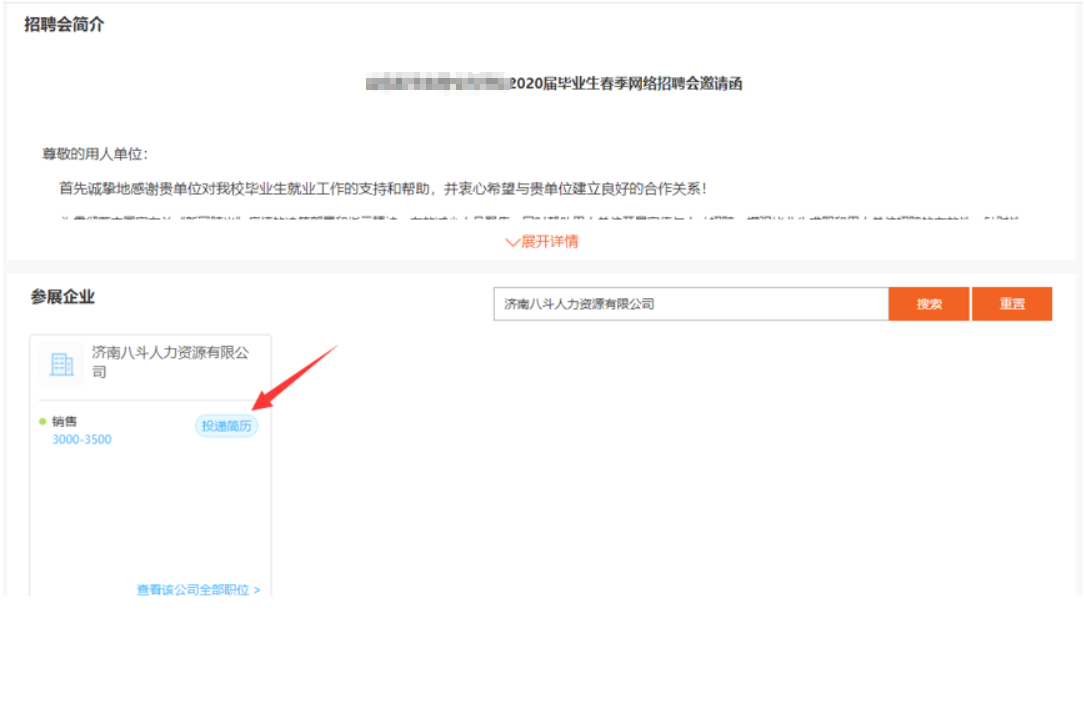 招聘会简介
2020届毕业生春季网络招聘会邀请函
尊敬的用人单位：
首先诚挚地感谢贵单位对我校毕业生就业工作的支持和帮助，并衷心希望与贵单位建立良好的合作关系！
展开详情
参展企业
济南八斗人力资源有限公司
搜索
重置
济南八斗人力资源有限公
司
销售
投递简历
3000-3500
查看该公司全部职位 >